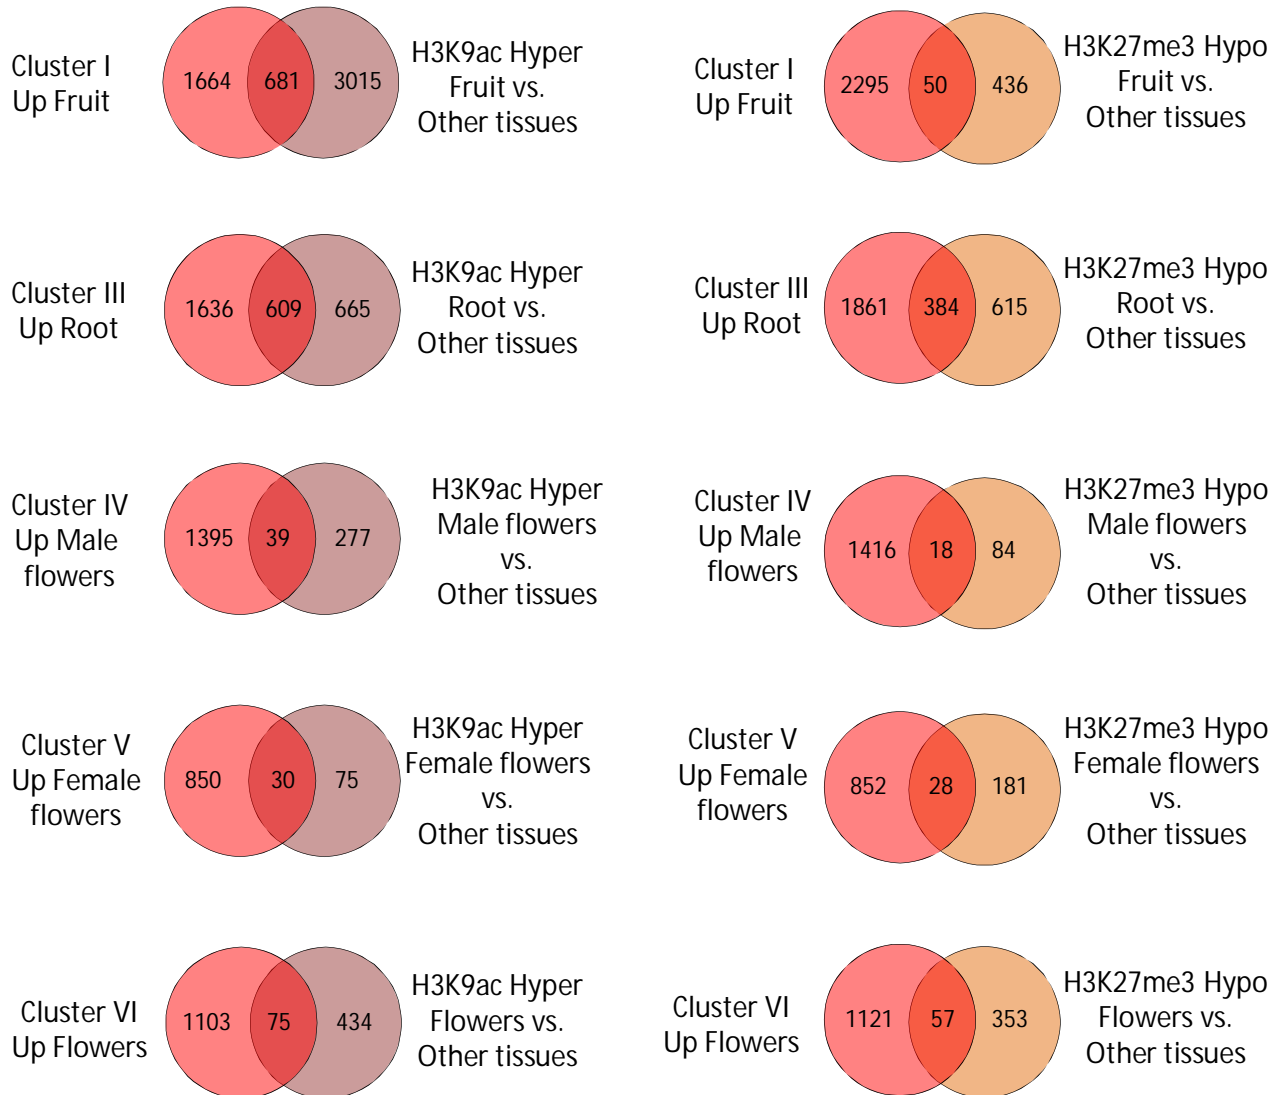 Cluster I
Up Fruit
1664
681
3015
H3K9ac Hyper
Fruit vs.
Other tissues
Cluster I
Up Fruit
2295
50
436
H3K27me3 Hypo
Fruit vs.
Other tissues
Cluster III
Up Root
1636
609
665
H3K9ac Hyper
Root vs.
Other tissues
Cluster III
Up Root
1861
384
615
H3K27me3 Hypo
Root vs.
Other tissues
Cluster IV
Up Male
flowers
1395
39
277
H3K9ac Hyper
Male flowers
vs.
Other tissues
Cluster IV
Up Male
flowers
1416
18
84
H3K27me3 Hypo
Male flowers
vs.
Other tissues
Cluster V
Up Female
flowers
850
30
75
H3K9ac Hyper
Female flowers
vs.
Other tissues
Cluster V
Up Female
flowers
852
28
181
H3K27me3 Hypo
Female flowers
vs.
Other tissues
Cluster VI
Up Flowers
1103
75
434
H3K9ac Hyper
Flowers vs.
Other tissues
Cluster VI
Up Flowers
1121
57
353
H3K27me3 Hypo
Flowers vs.
Other tissues